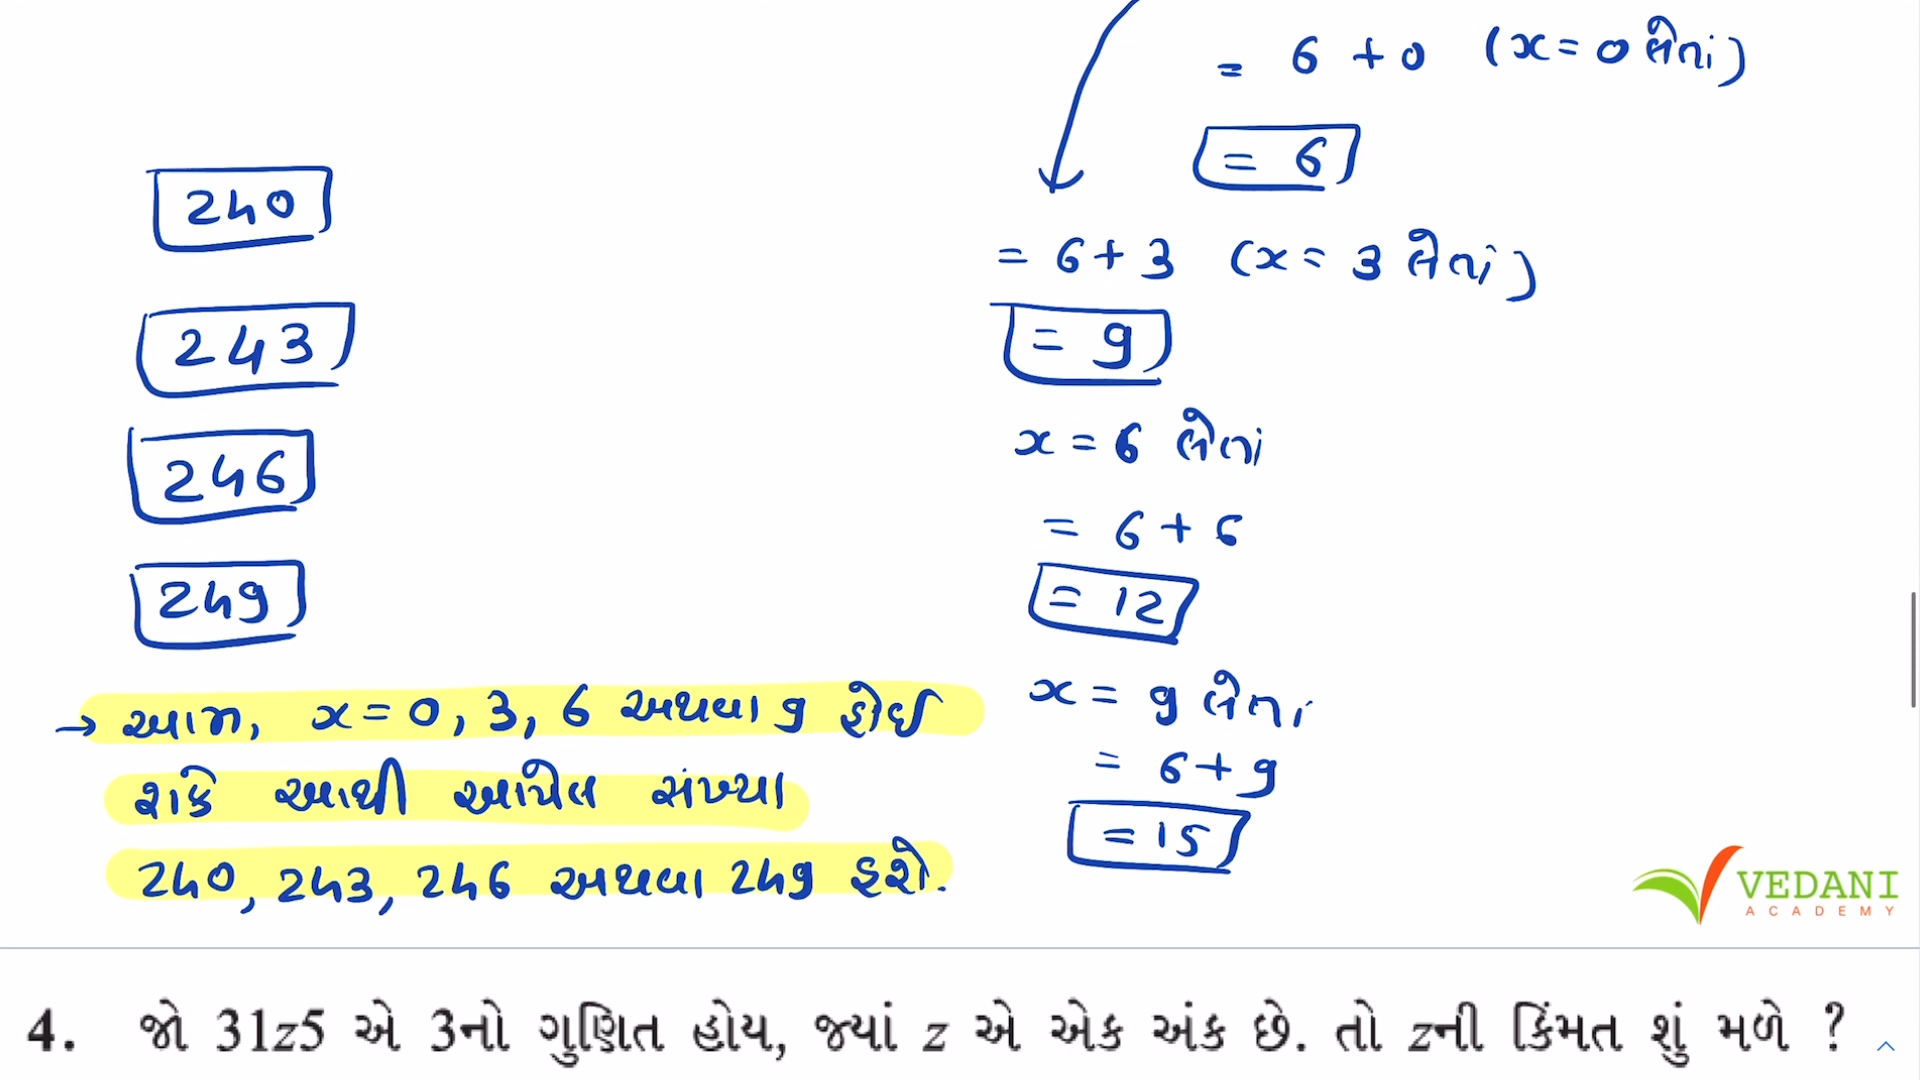 = 6 + 0 (x = 0 લેતાં)
= 6
240
= 6 + 3 (x = 3 લેતાં)
243
= 9
x = 6 લેતાં
246
= 6 + 6
249
= 12
→ આમ, x = 0, 3, 6 અથવા 9 હોઈ
શકે આથી આપેલ સંખ્યા
240, 243, 246 અથવા 249 હશે.
x = 9 લેતાં
= 6 + 9
= 15
VEDANI
ACADEMY
4. જો 31z5 એ 3નો ગુણિત હોય, જ્યાં z એ એક અંક છે. તો zની કિંમત શું મળે ?